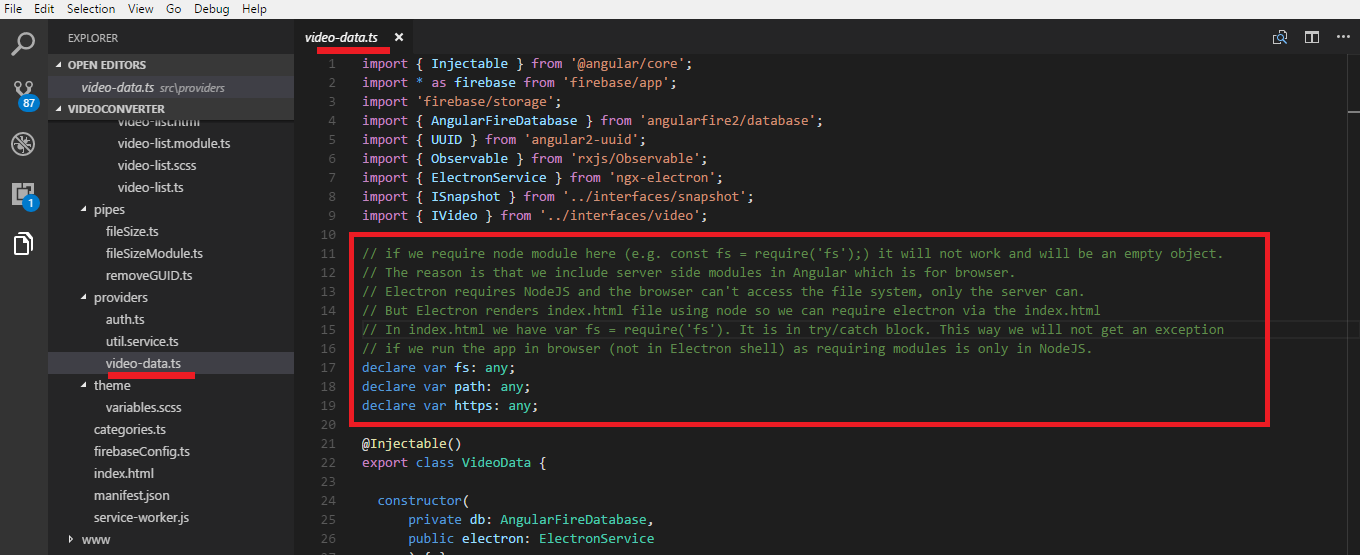 File Edit Selection View Go Debug Help
EXPLORER
OPEN EDITORS
video-data.ts src\providers
VIDEOCONVERTER
video-list.html
video-list.module.ts
video-list.scss
video-list.ts
pipes
fileSize.ts
fileSizeModule.ts
removeGUID.ts
providers
auth.ts
util.service.ts
video-data.ts
theme
variables.scss
categories.ts
firebaseConfig.ts
index.html
manifest.json
service-worker.js
www
87
1
video-data.ts
1 import { Injectable } from '@angular/core';
2 import * as firebase from 'firebase/app';
3 import 'firebase/storage';
4 import { AngularFireDatabase } from 'angularfire2/database';
5 import { UUID } from 'angular2-uuid';
6 import { Observable } from 'rxjs/Observable';
7 import { ElectronService } from 'ngx-electron';
8 import { ISnapshot } from '../interfaces/snapshot';
9 import { IVideo } from '../interfaces/video';
10
11 // if we require node module here (e.g. const fs = require('fs');) it will not work and will be an empty object.
12 // The reason is that we include server side modules in Angular which is for browser.
13 // Electron requires NodeJS and the browser can't access the file system, only the server can.
14 // But Electron renders index.html file using node so we can require electron via the index.html
15 // In index.html we have var fs = require('fs'). It is in try/catch block. This way we will not get an exception
16 // if we run the app in browser (not in Electron shell) as requiring modules is only in NodeJS.
17 declare var fs: any;
18 declare var path: any;
19 declare var https: any;
20
21 @Injectable()
22 export class VideoData {
23
24 constructor(
25 private db: AngularFireDatabase,
26 public electron: ElectronService
27 ) { }